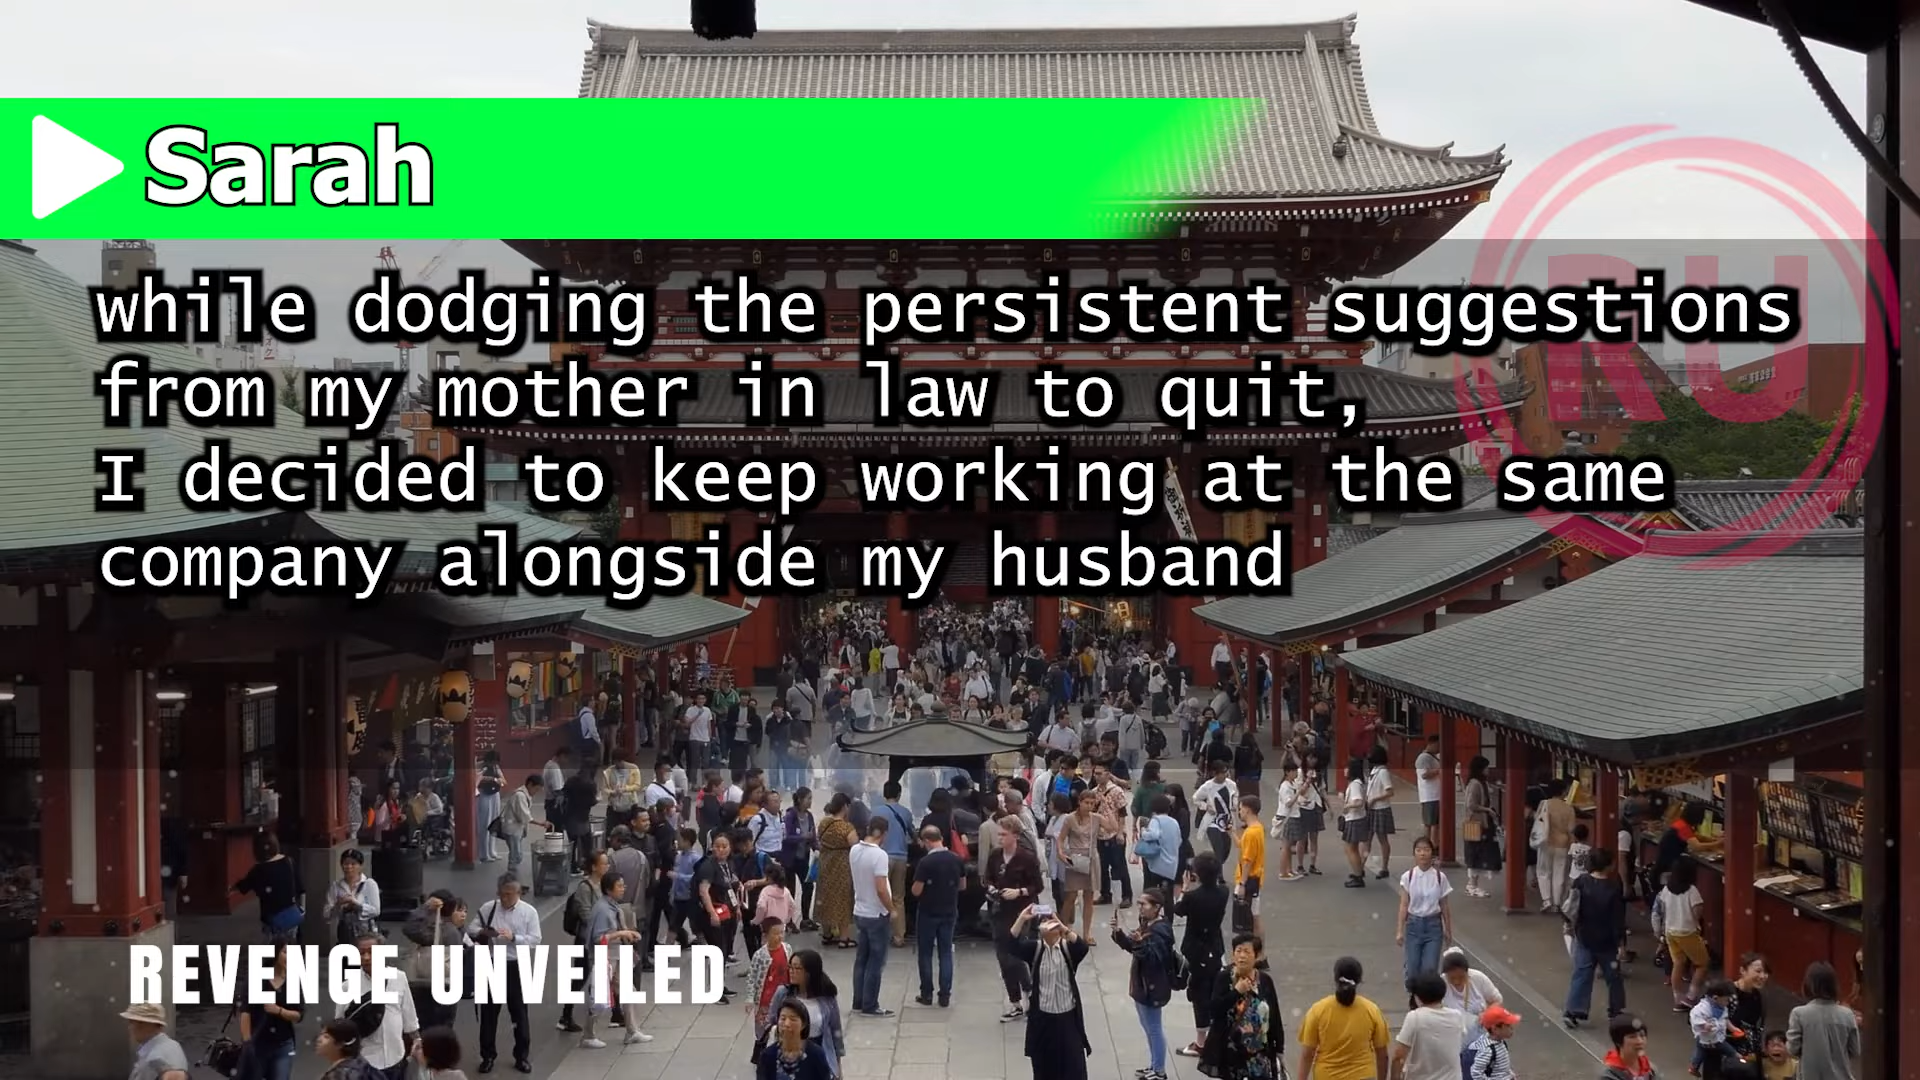 Sarah
while dodging the persistent suggestions
from my mother in law to quit,
I decided to keep working at the same
company alongside my husband
RU
REVENGE UNVEILED